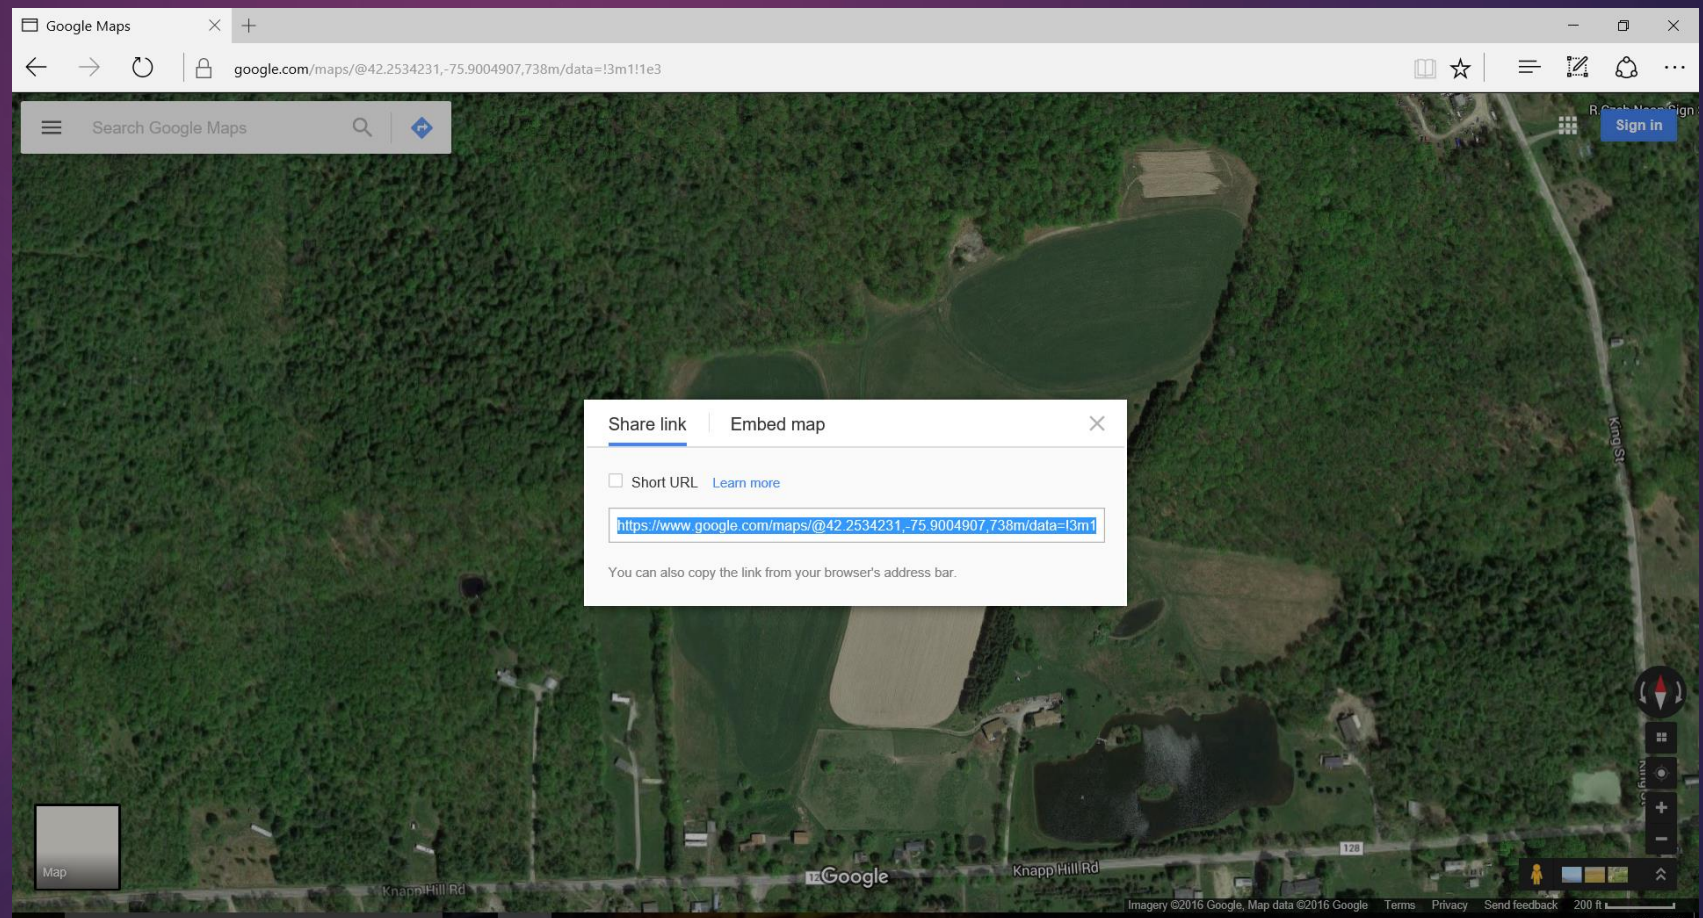 Google Maps
google.com/maps/@42.2534231,-75.9004907,738m/data=!3m1!1e3
Search Google Maps
Sign in
King St
Share link
Embed map
Short URL Learn more
https://www.google.com/maps/@42.2534231,-75.9004907,738m/data=!3m1
You can also copy the link from your browser's address bar.
128
Map
Google
Knapp Hill Rd
Knapp Hill Rd
Imagery ©2016 Google, Map data ©2016 Google Terms Privacy Send feedback 200 ft